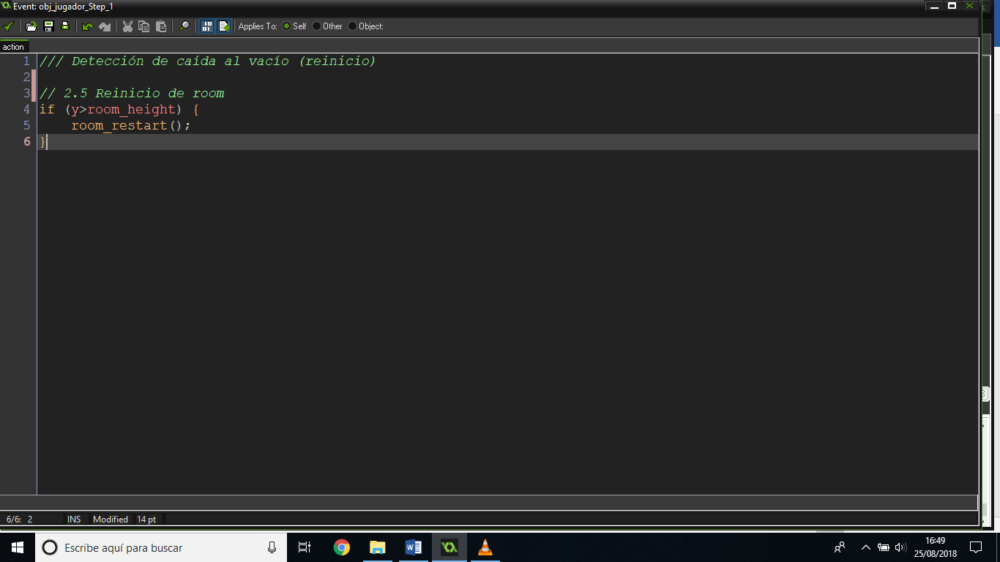 Event: obj_jugador_Step_1
Applies To: Self Other Object:
action
1 /// Detección de caída al vacío (reinicio)
2
3 // 2.5 Reinicio de room
4 if (y>room_height) {
5 room_restart();
6 }
6/6: 2 INS Modified 14 pt
Escribe aquí para buscar
16:49
25/08/2018